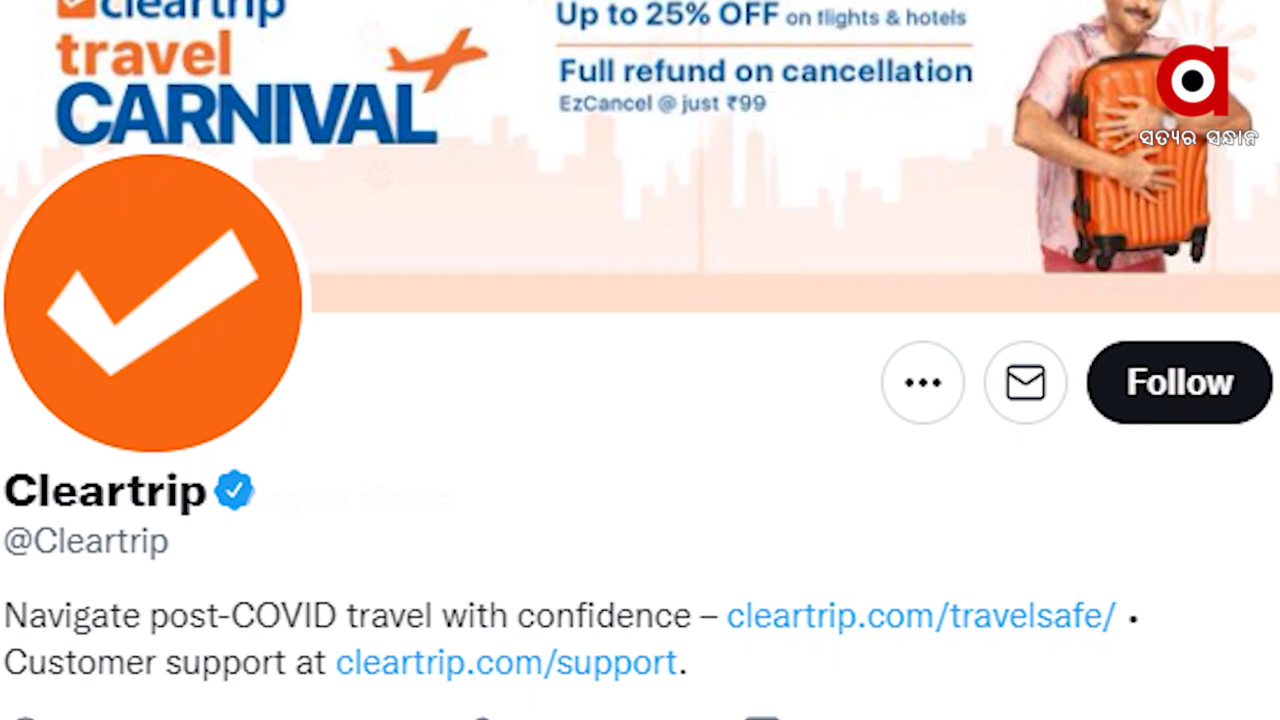 cleartrip
travel
CARNIVAL
Up to 25% OFF on flights & hotels
Full refund on cancellation
EzCancel @ just ₹99
ସତ୍ୟର ସନ୍ଧାନ
Follow
Cleartrip
Argus News
@Cleartrip
Navigate post-COVID travel with confidence – cleartrip.com/travelsafe/ •
Customer support at cleartrip.com/support.